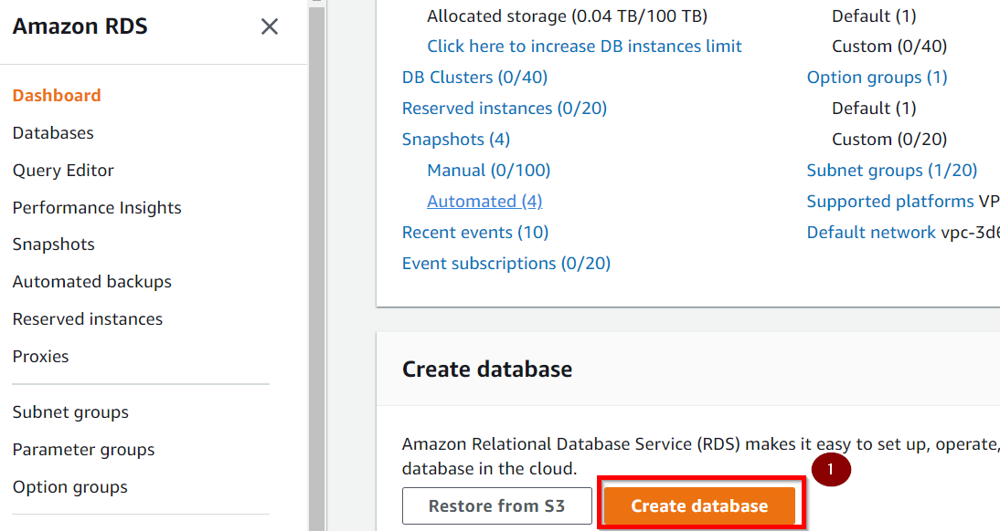 Amazon RDS
Dashboard
Databases
Query Editor
Performance Insights
Snapshots
Automated backups
Reserved instances
Proxies
Subnet groups
Parameter groups
Option groups
Allocated storage (0.04 TB/100 TB)
Click here to increase DB instances limit
DB Clusters (0/40)
Reserved instances (0/20)
Snapshots (4)
Manual (0/100)
Automated (4)
Recent events (10)
Event subscriptions (0/20)
Default (1)
Custom (0/40)
Option groups (1)
Default (1)
Custom (0/20)
Subnet groups (1/20)
Supported platforms VP
Default network vpc-3d6
Create database
Amazon Relational Database Service (RDS) makes it easy to set up, operate,
database in the cloud.
1
Restore from S3
Create database